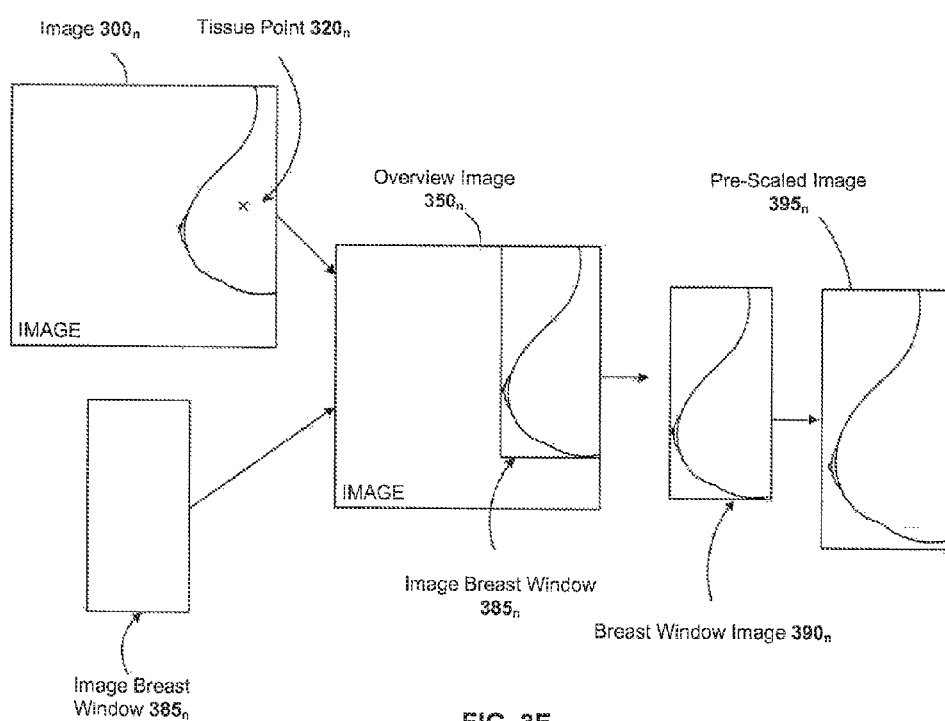 Image 300n
Tissue Point 320n
IMAGE
Overview Image
350n
Pre-Scaled Image
395n
IMAGE
Image Breast Window
385n
Breast Window Image 390n
Image Breast
Window 385n